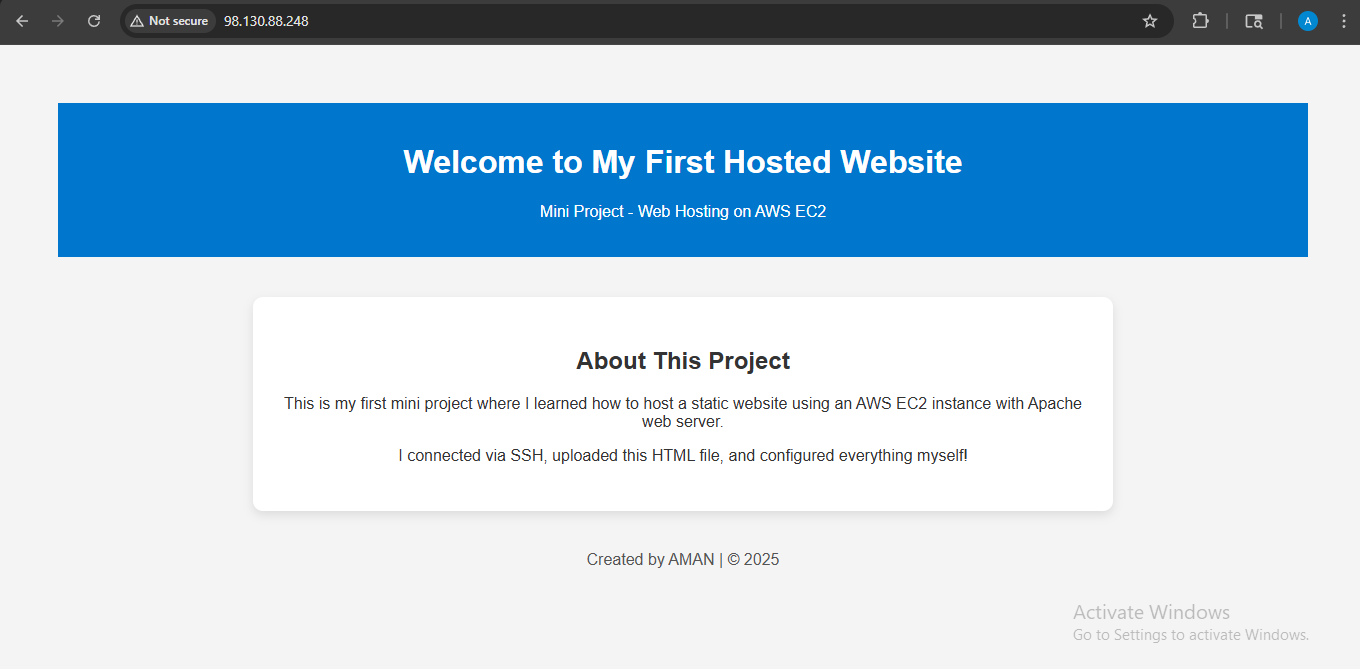 Not secure 98.130.88.248
A
Welcome to My First Hosted Website
Mini Project - Web Hosting on AWS EC2
About This Project
This is my first mini project where I learned how to host a static website using an AWS EC2 instance with Apache
web server.
I connected via SSH, uploaded this HTML file, and configured everything myself!
Created by AMAN | © 2025
Activate Windows
Go to Settings to activate Windows.